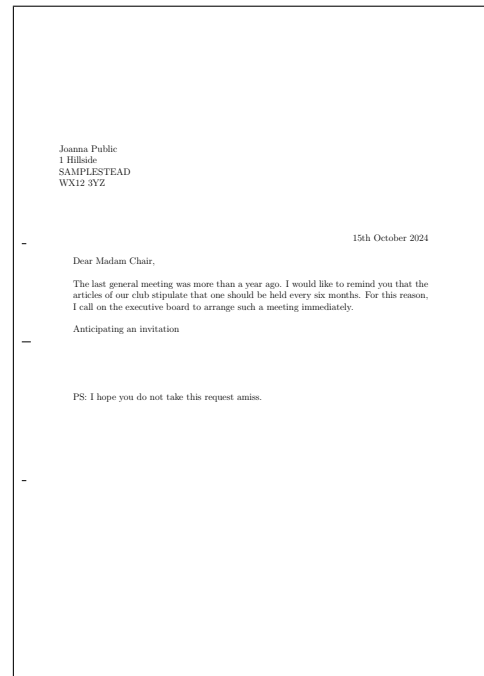 Joanna Public
1 Hillside
SAMPLESTEAD
WX12 3YZ
15th October 2024
Dear Madam Chair,
The last general meeting was more than a year ago. I would like to remind you that the
articles of our club stipulate that one should be held every six months. For this reason,
I call on the executive board to arrange such a meeting immediately.
Anticipating an invitation
PS: I hope you do not take this request amiss.